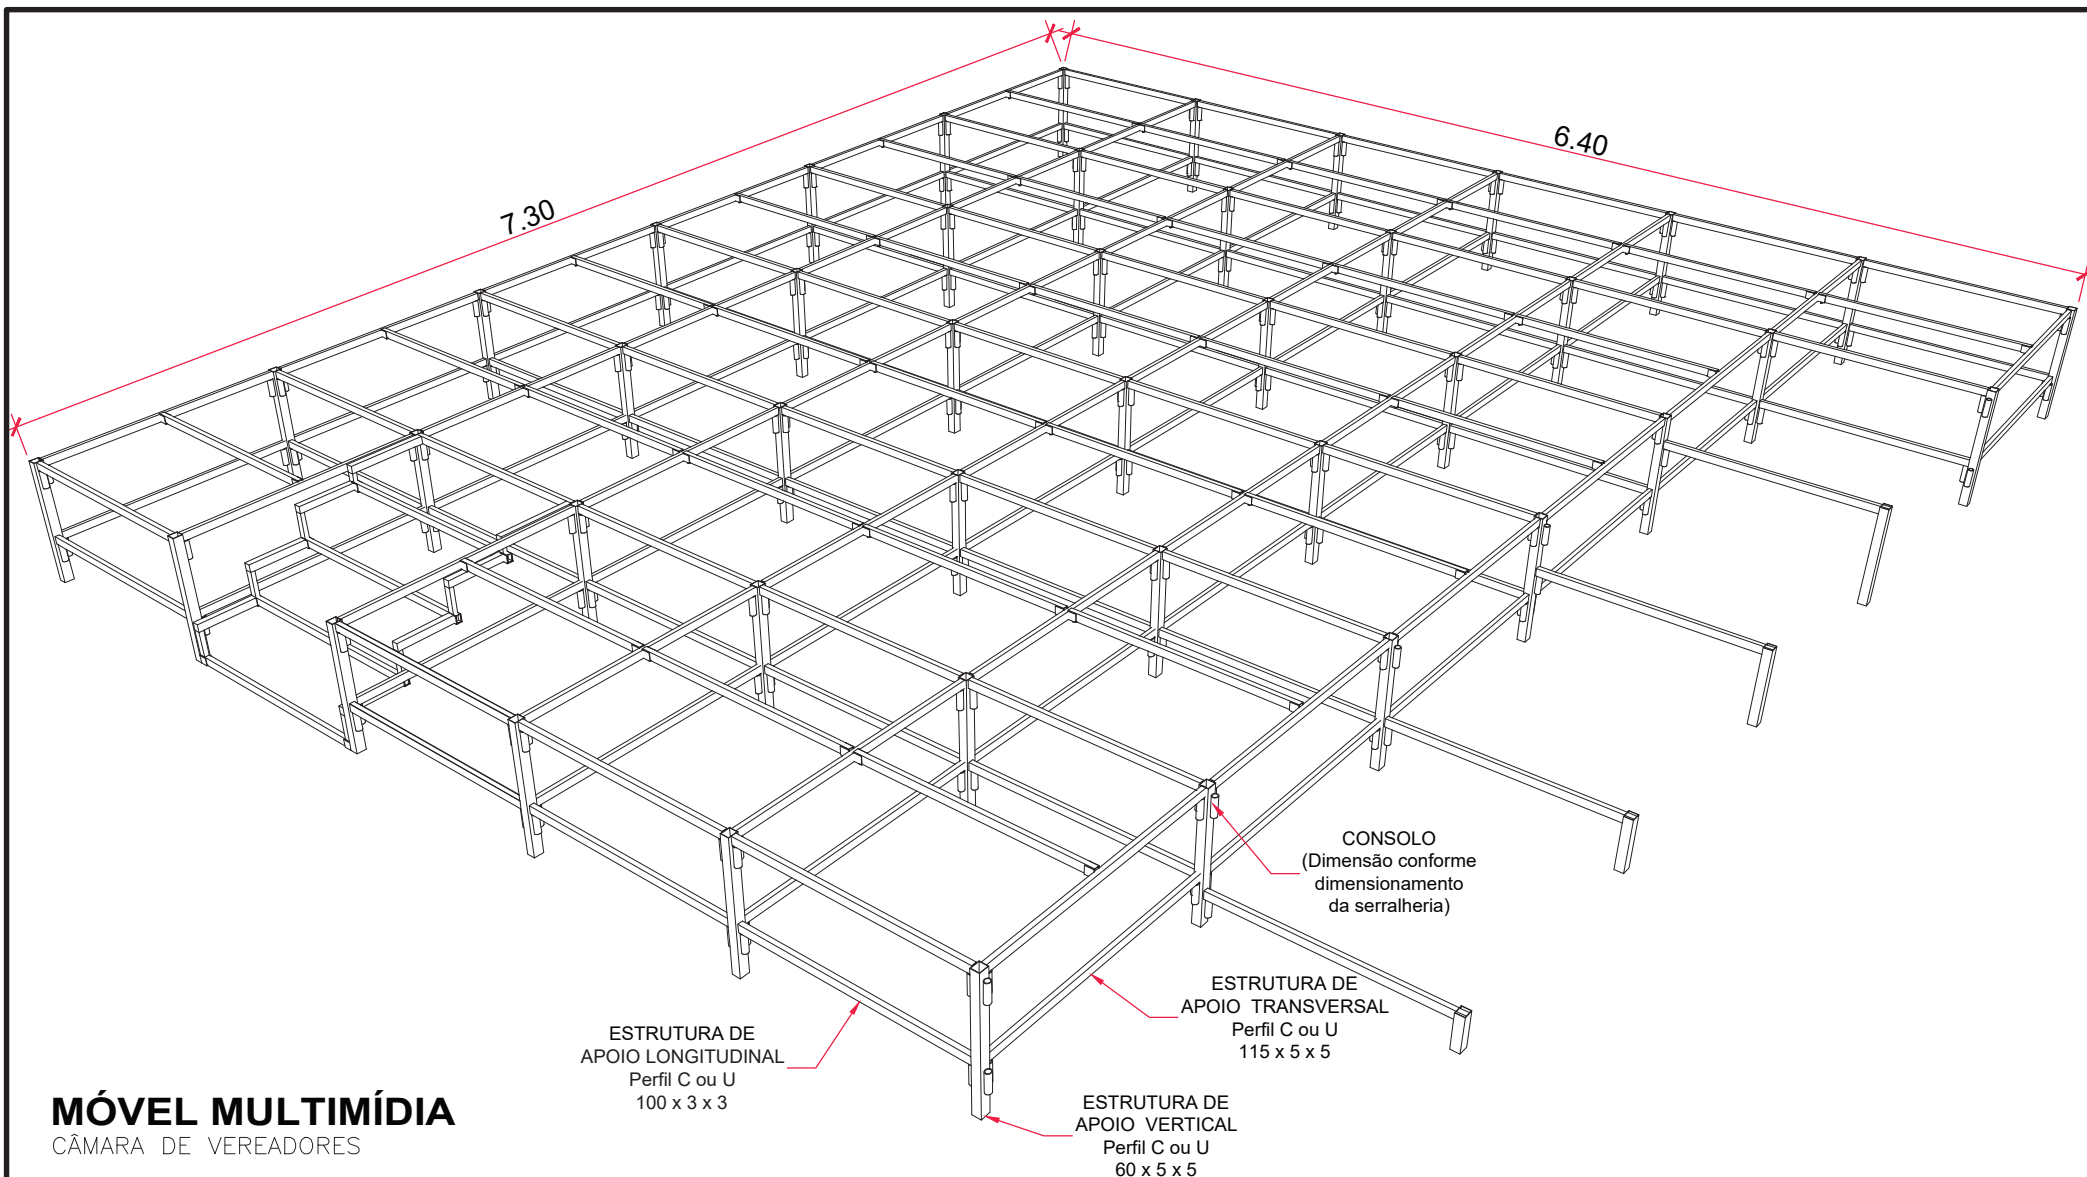 7.30
6.40
CONSOLO
(Dimensão conforme
dimensionamento
da serralheria)
ESTRUTURA DE
APOIO TRANSVERSAL
Perfil C ou U
115 x 5 x 5
ESTRUTURA DE
APOIO LONGITUDINAL
Perfil C ou U
100 x 3 x 3
ESTRUTURA DE
APOIO VERTICAL
Perfil C ou U
60 x 5 x 5
MÓVEL MULTIMÍDIA
CÂMARA DE VEREADORES